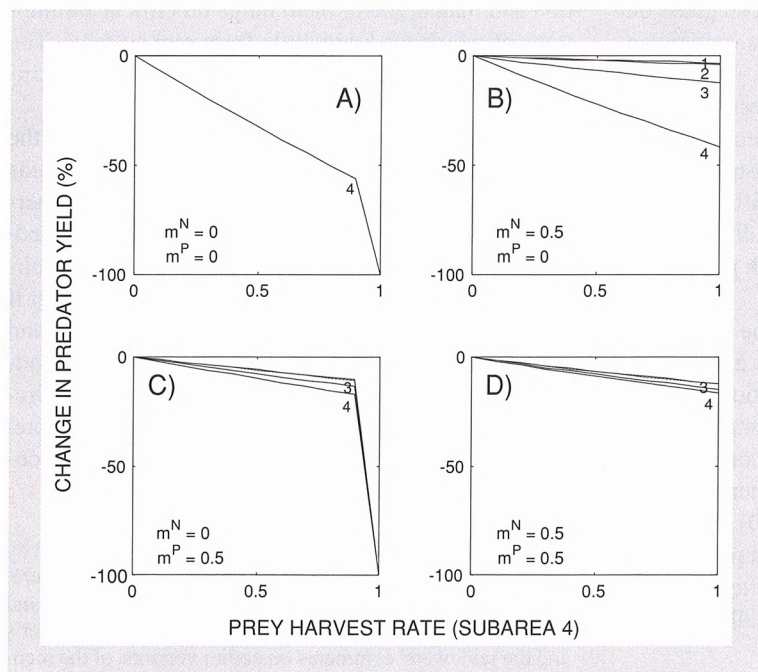 CHANGE IN PREDATOR YIELD (%)
0
-50
-100
A)
4
m^N = 0
m^P = 0
0
0.5
1
0
-50
-100
B)
1
2
3
4
m^N = 0.5
m^P = 0
0
0.5
1
0
-50
-100
C)
3
4
m^N = 0
m^P = 0.5
0
0.5
1
0
-50
-100
D)
3
4
m^N = 0.5
m^P = 0.5
0
0.5
1
PREY HARVEST RATE (SUBAREA 4)